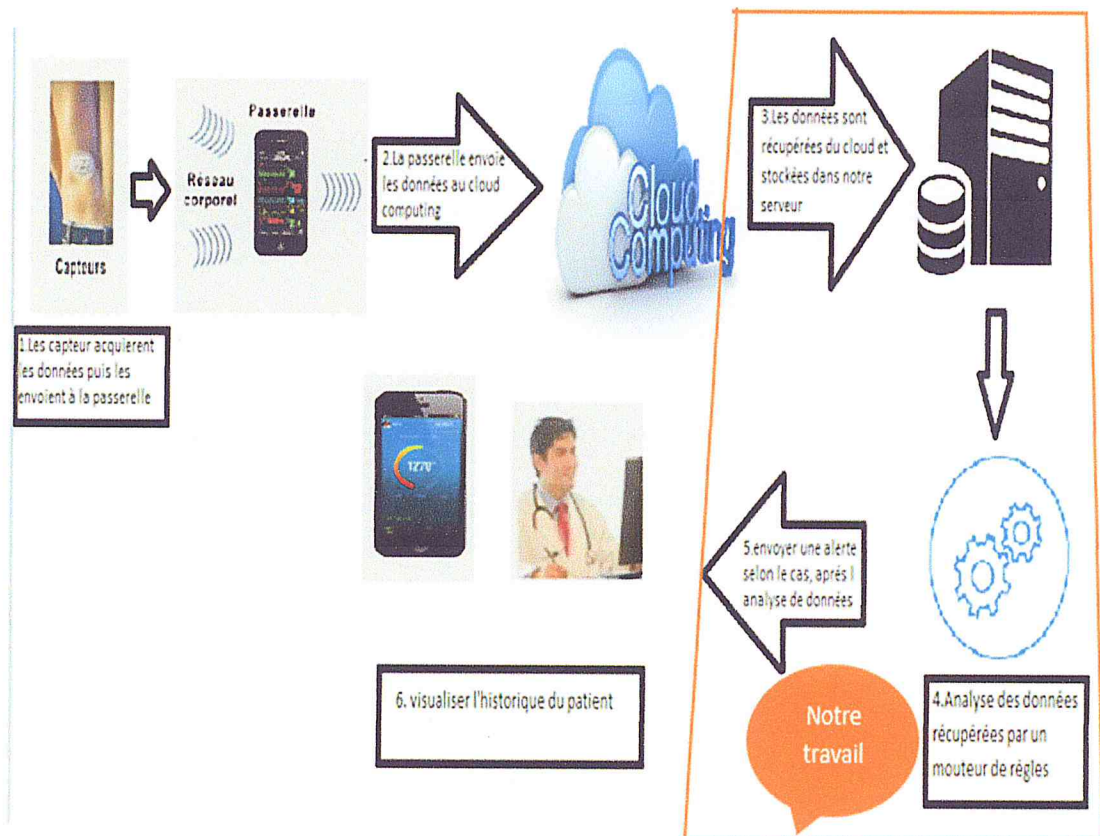 Capteurs
Passerelle
Réseau
corporel
1.Les capteur acquierent
les données puis les
envoient à la passerelle
2.La passerelle envoie
les données au cloud
computing
Cloud
Computing
3.Les données sont
récupérées du cloud et
stockées dans notre
serveur
4.Analyse des données
récupérées par un
mouteur de règles
5.envoyer une alerte
selon le cas, après l
analyse de données
1270
6. visualiser l'historique du patient
Notre
travail